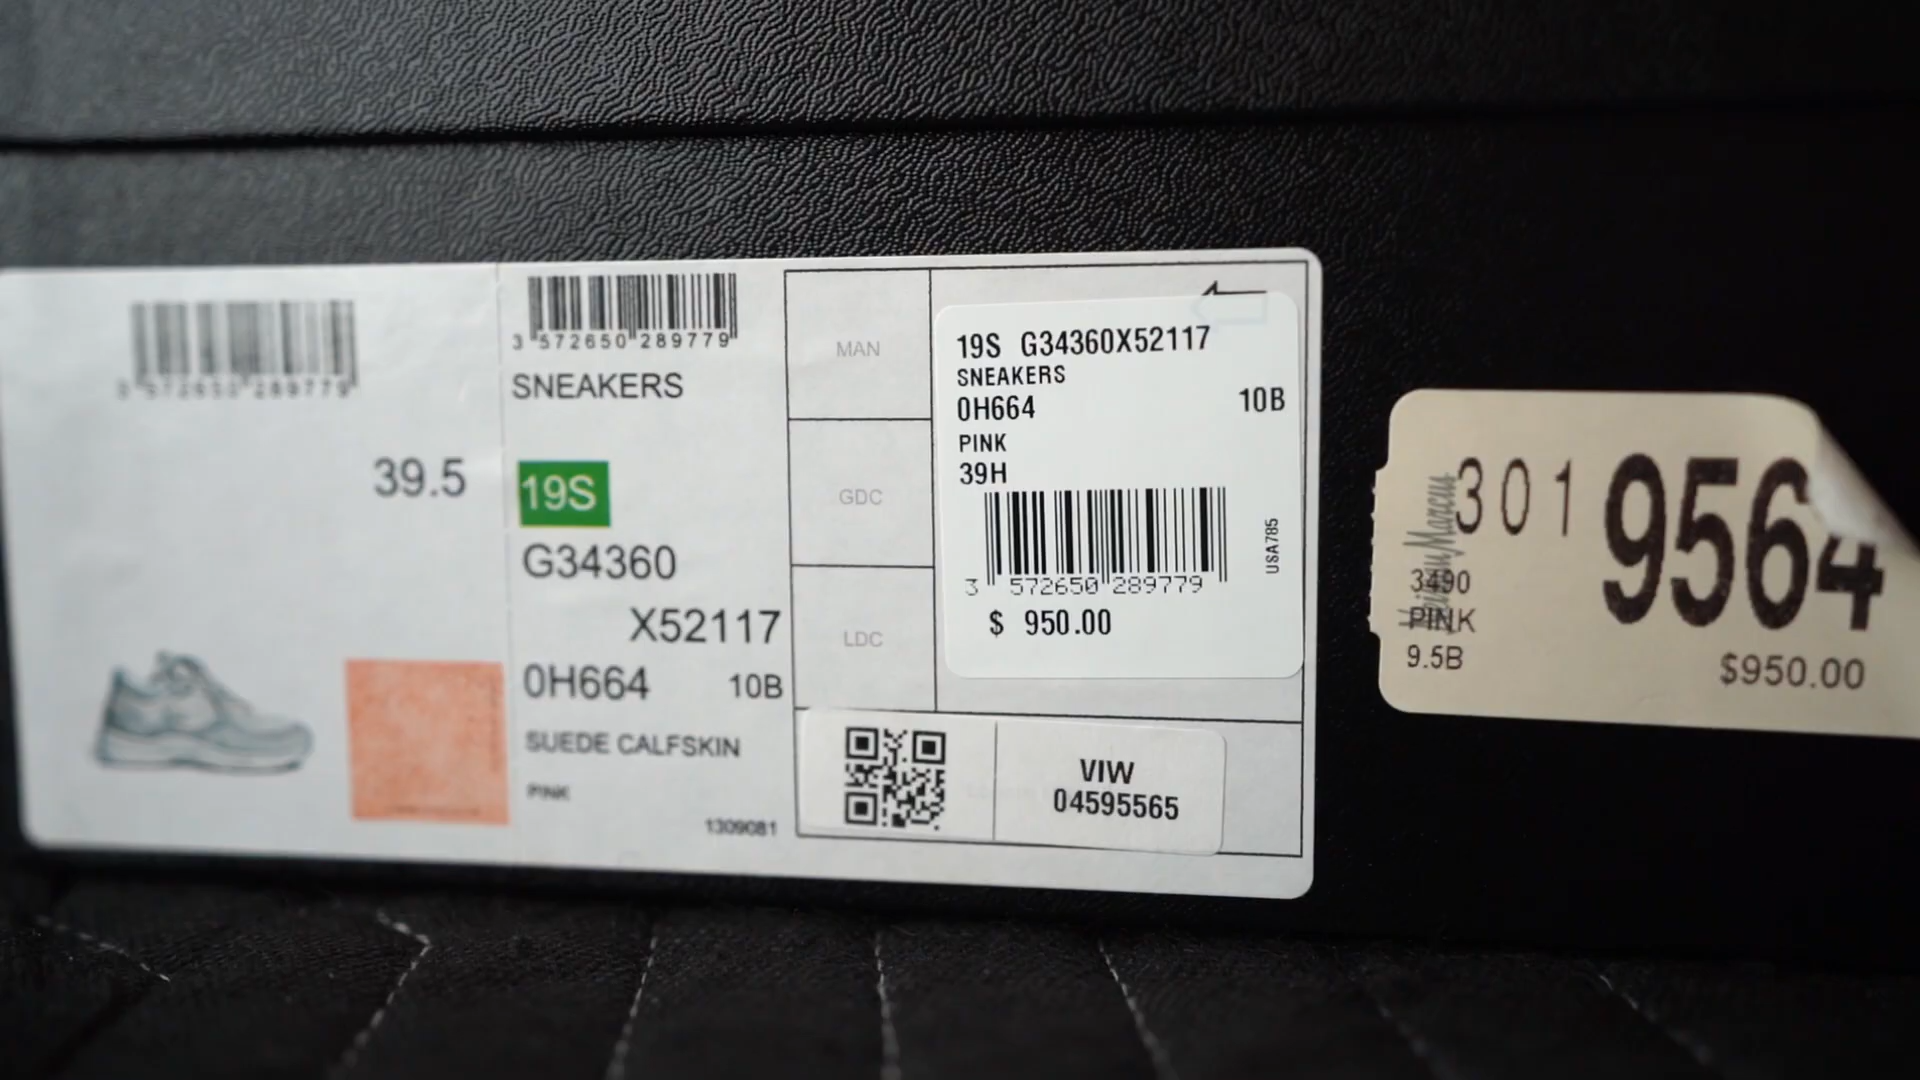 3 572650 289779
39.5
3 572650 289779
SNEAKERS
19S
G34360
X52117
0H664 10B
SUEDE CALFSKIN
PINK
1309081
MAN
GDC
LDC
19S G34360X52117
SNEAKERS
0H664 10B
PINK
39H
3 572650 289779
USA785
$ 950.00
VIW
04595565
Neiman Marcus
301 9564
3490
PINK
9.5B
$950.00